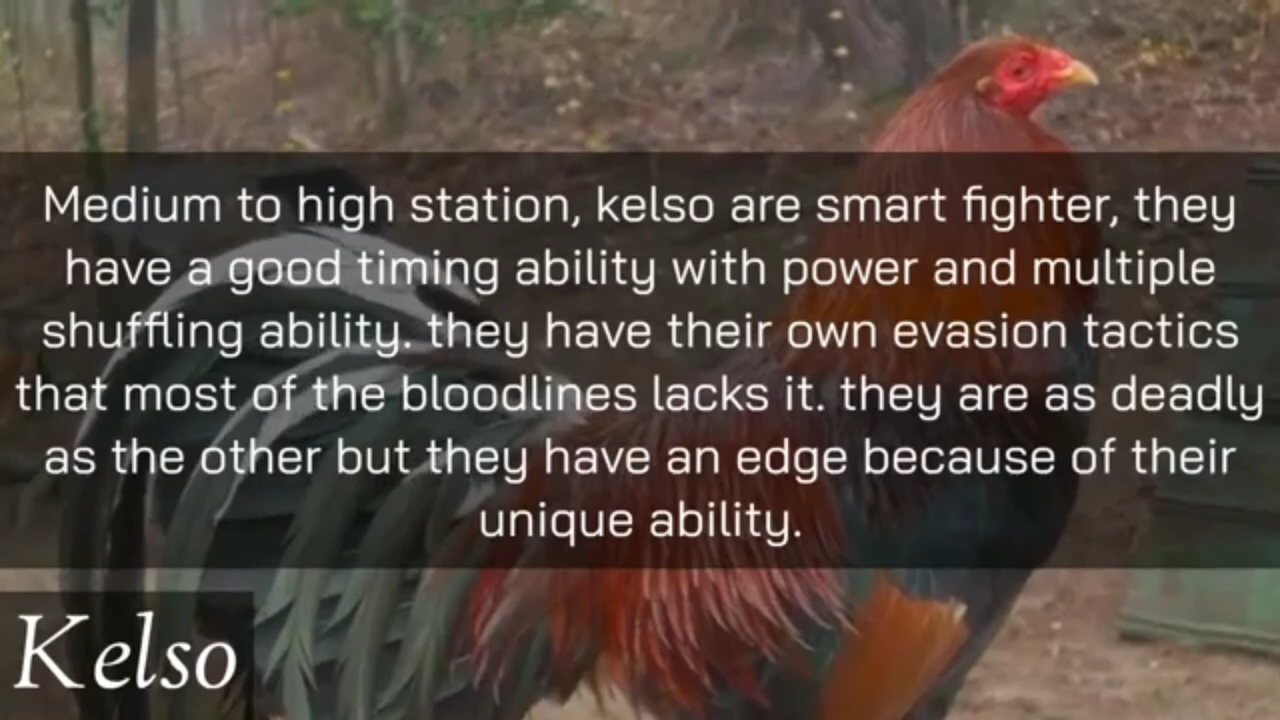 Medium to high station, kelso are smart fighter, they
have a good timing ability with power and multiple
shuffling ability. they have their own evasion tactics
that most of the bloodlines lacks it. they are as deadly
as the other but they have an edge because of their
unique ability.
Kelso